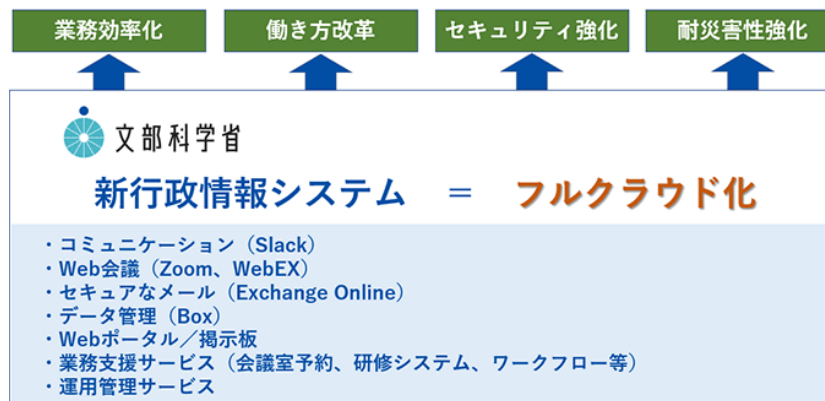 業務効率化 働き方改革 セキュリティ強化 耐災害性強化
文部科学省
新行政情報システム ＝ フルクラウド化
・コミュニケーション（Slack）
・Web会議（Zoom、WebEX）
・セキュアなメール（Exchange Online）
・データ管理（Box）
・Webポータル／掲示板
・業務支援サービス（会議室予約、研修システム、ワークフロー等）
・運用管理サービス